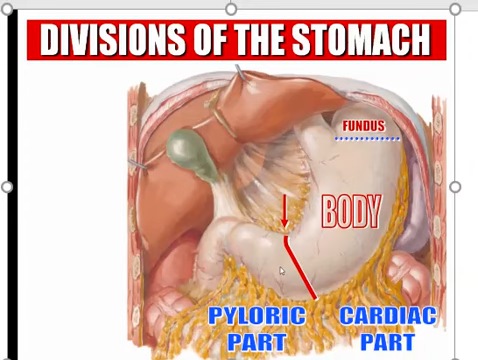 DIVISIONS OF THE STOMACH
FUNDUS
BODY
PYLORIC CARDIAC
PART PART